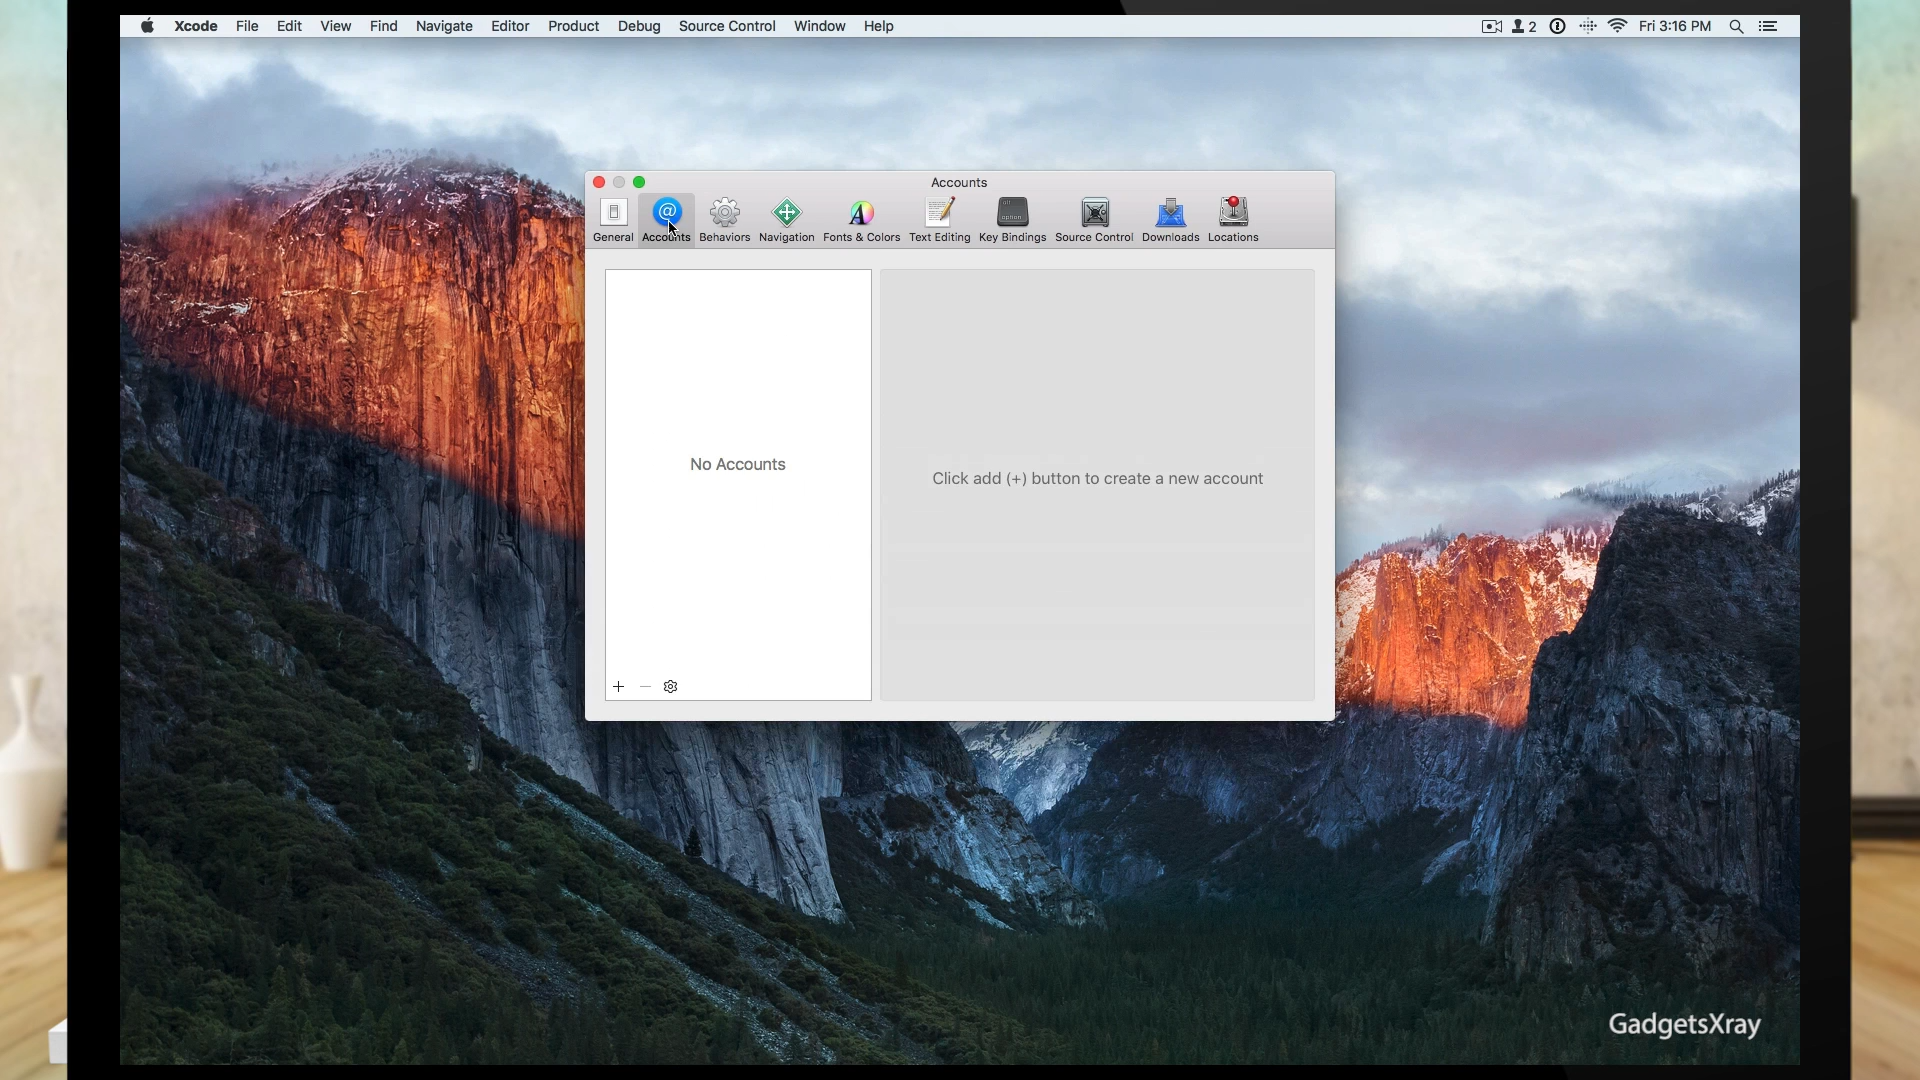 Xcode File Edit View Find Navigate Editor Product Debug Source Control Window Help 2 Fri 3:16 PM
Accounts
General Accounts Behaviors Navigation Fonts & Colors Text Editing Key Bindings Source Control Downloads Locations
No Accounts
Click add (+) button to create a new account
GadgetsXray